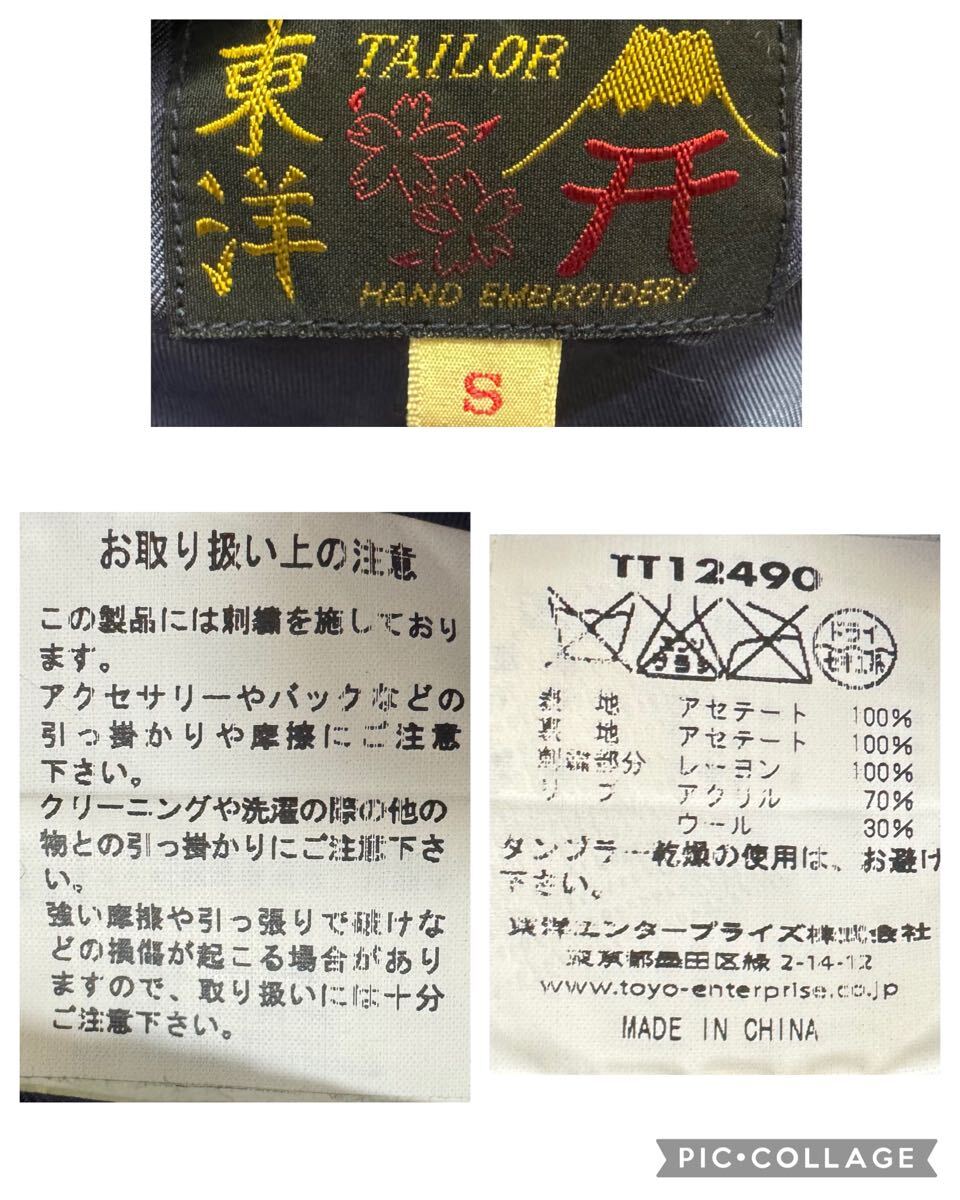 東洋
TAILOR
HAND EMBROIDERY
S
お取り扱い上の注意
この製品には刺繍を施しており
ます。
アクセサリーやバックなどの
引っ掛かりや摩擦にご注意
下さい。
クリーニングや洗濯の際の他の
物との引っ掛かりにご注意下さ
い。
強い摩擦や引っ張りで砕けな
どの損傷が起こる場合があり
ますので、取り扱いには十分
ご注意下さい。
TT12490
エンソ
サラシ
ドライ
セキユ系
表 地 アセテート 100%
裏 地 アセテート 100%
刺繍部分 レーヨン 100%
リブ アクリル 70%
ウール 30%
タンブラー乾燥の使用は、お避け
下さい。
東洋エンタープライズ株式会社
東京都墨田区緑 2-14-12
www.toyo-enterprise.co.jp
MADE IN CHINA
PIC•COLLAGE